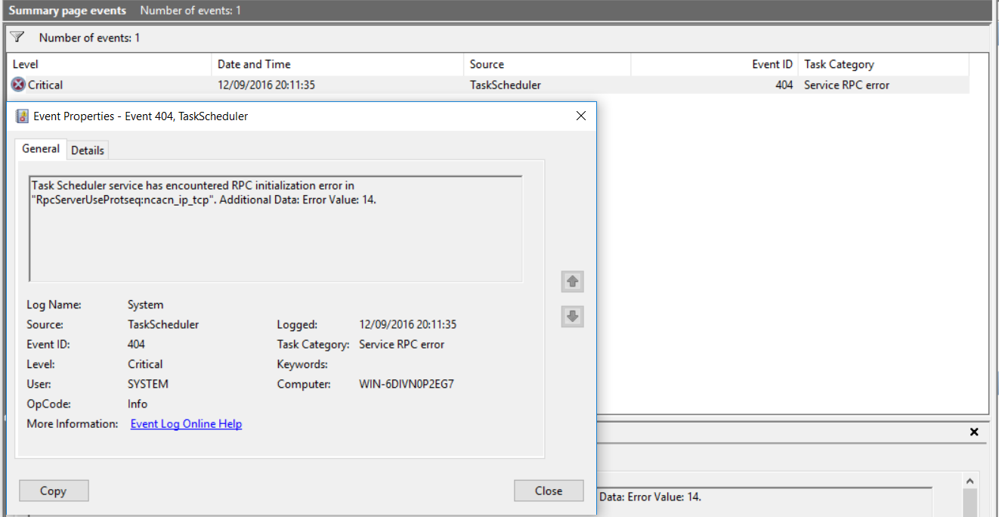 Summary page events Number of events: 1
Number of events: 1
Level Date and Time Source Event ID Task Category
Critical 12/09/2016 20:11:35 TaskScheduler 404 Service RPC error
Event Properties - Event 404, TaskScheduler
General Details
Task Scheduler service has encountered RPC initialization error in
"RpcServerUseProtseq:ncacn_ip_tcp". Additional Data: Error Value: 14.
Log Name: System
Source: TaskScheduler Logged: 12/09/2016 20:11:35
Event ID: 404 Task Category: Service RPC error
Level: Critical Keywords:
User: SYSTEM Computer: WIN-6DIVN0P2EG7
OpCode: Info
More Information: Event Log Online Help
Copy Close
Data: Error Value: 14.